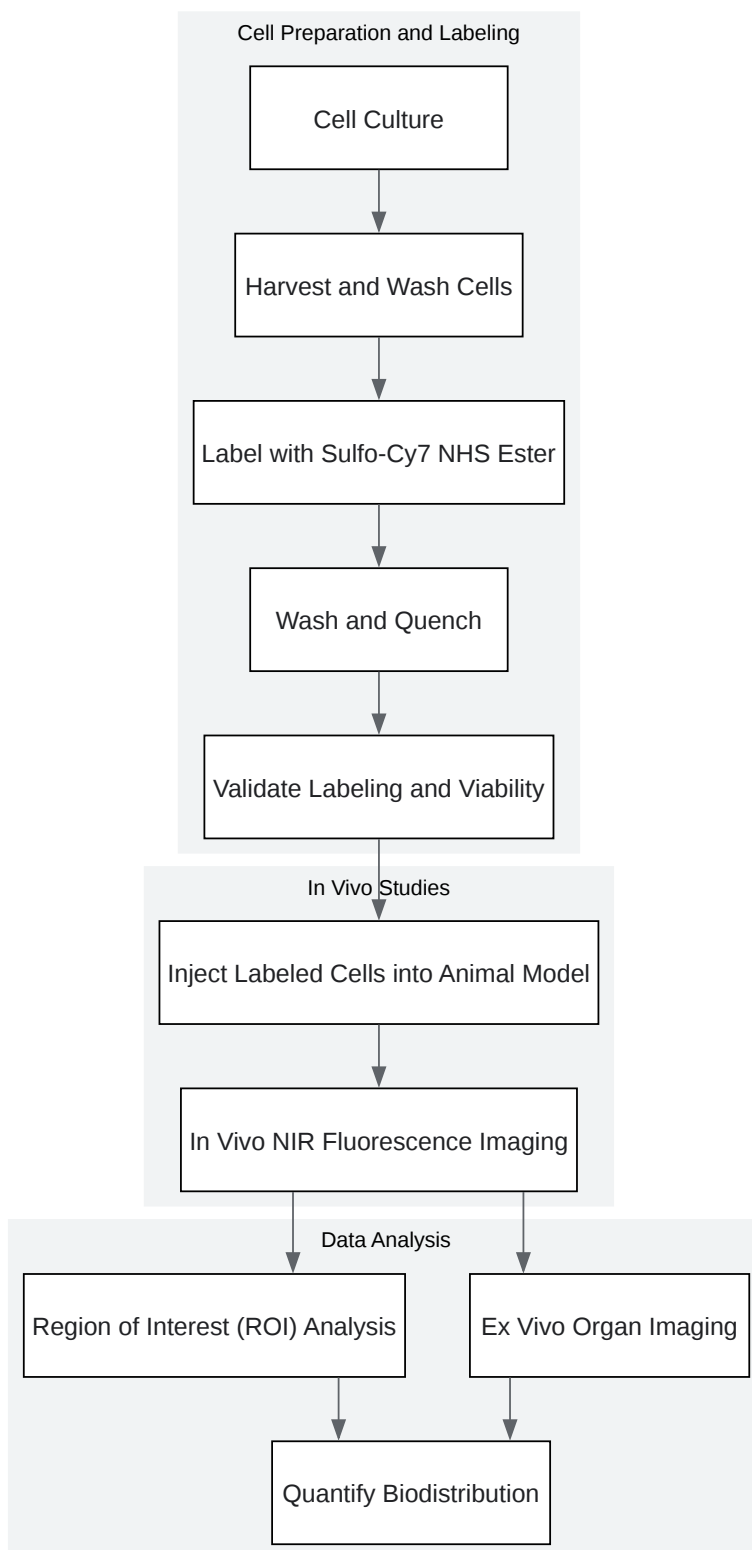 Cell Preparation and Labeling
Cell Culture
Harvest and Wash Cells
Label with Sulfo-Cy7 NHS Ester
Wash and Quench
Validate Labeling and Viability
In Vivo Studies
Inject Labeled Cells into Animal Model
In Vivo NIR Fluorescence Imaging
Data Analysis
Region of Interest (ROI) Analysis
Ex Vivo Organ Imaging
Quantify Biodistribution